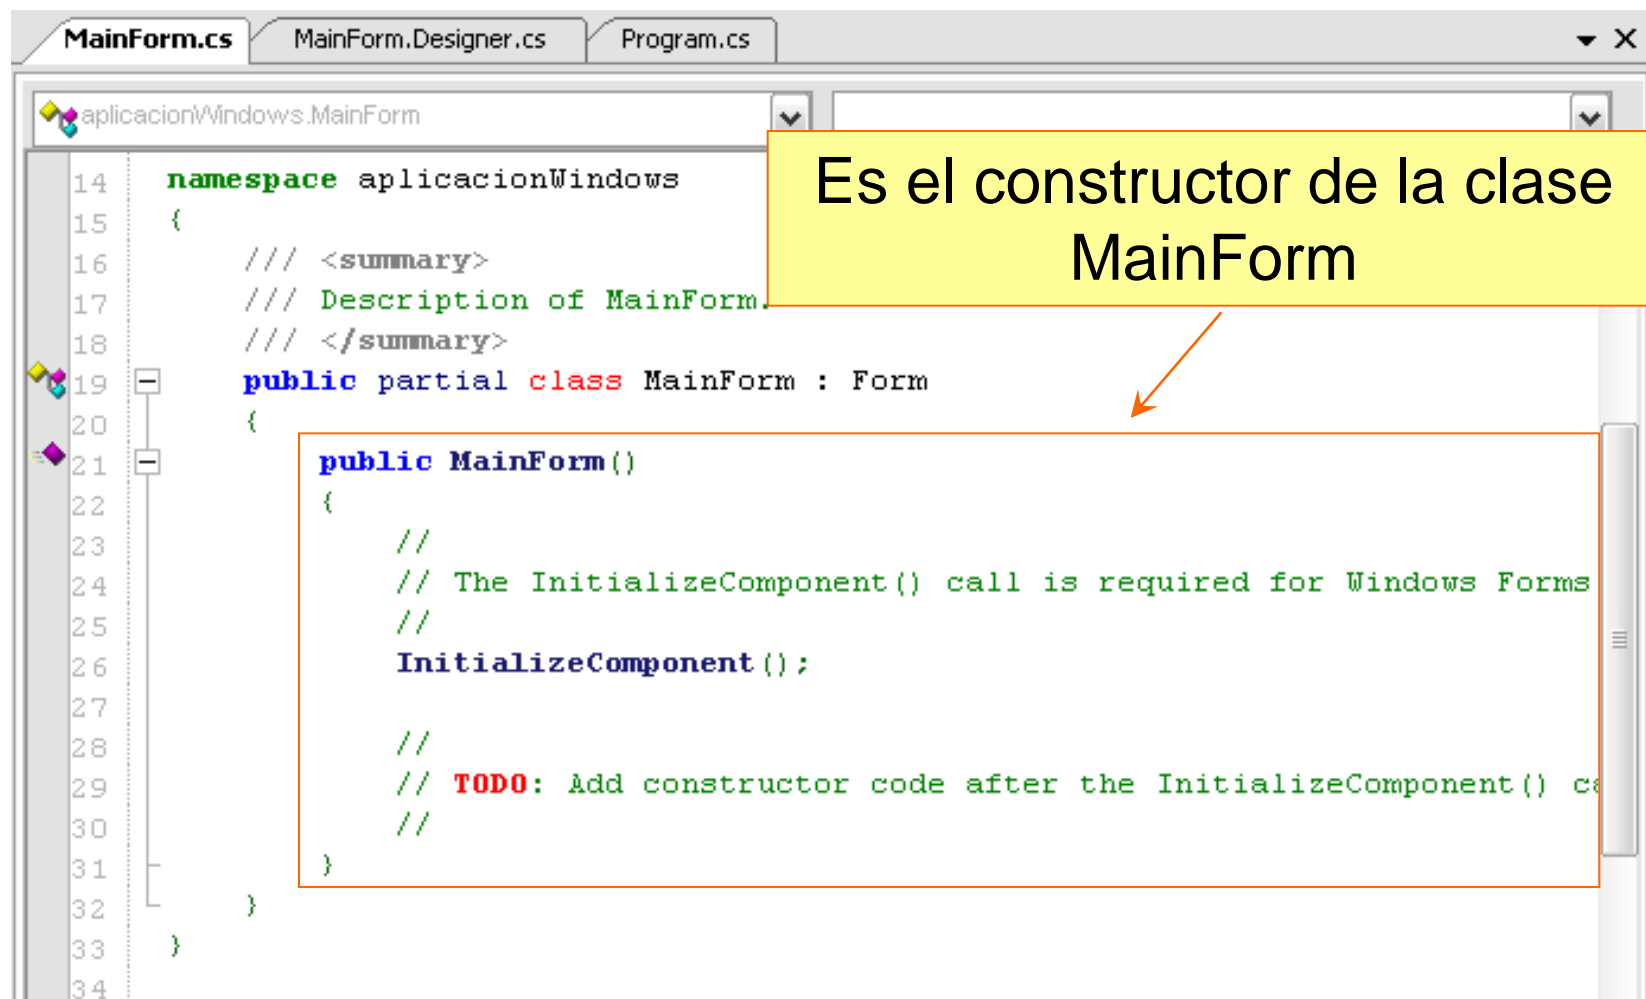 MainForm.cs MainForm.Designer.cs Program.cs
aplicacionWindows.MainForm
Es el constructor de la clase
MainForm
14 namespace aplicacionWindows
15 {
16 /// <summary>
17 /// Description of MainForm.
18 /// </summary>
19 public partial class MainForm : Form
20 {
21 public MainForm()
22 {
23 //
24 // The InitializeComponent() call is required for Windows Forms
25 //
26 InitializeComponent();
27
28 //
29 // TODO: Add constructor code after the InitializeComponent()
30 //
31 }
32 }
33 }
34